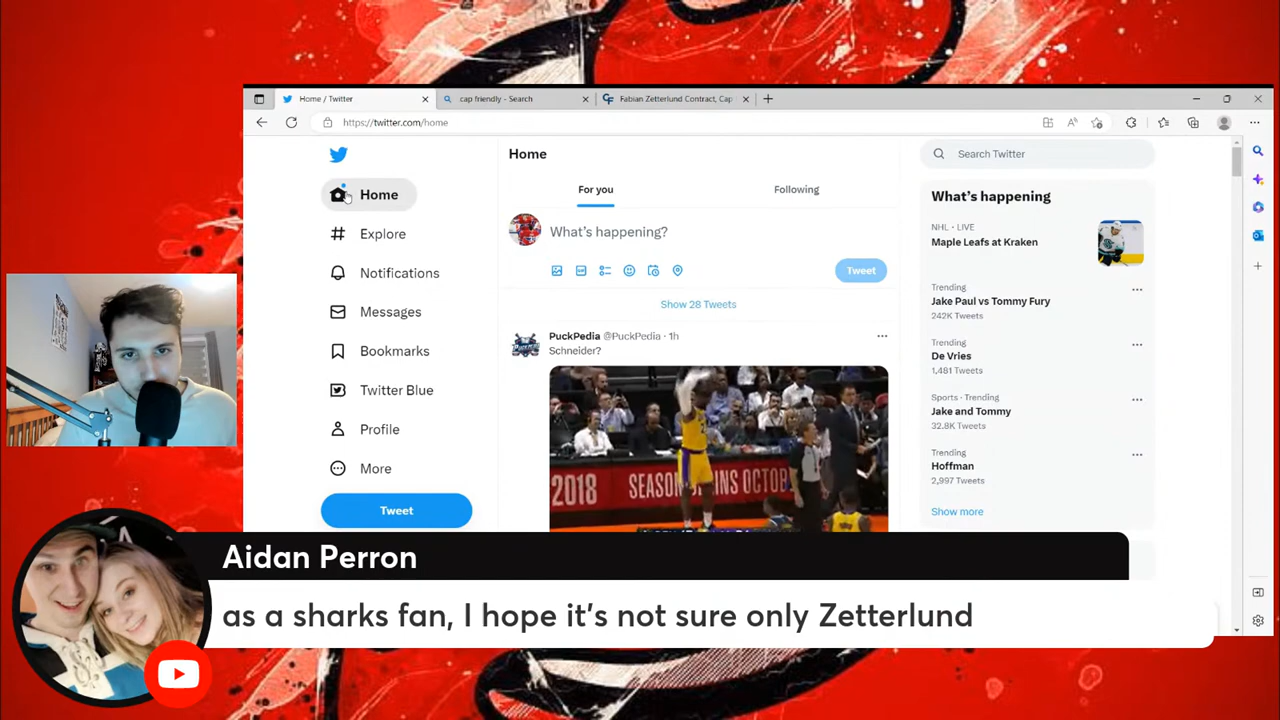 Home / Twitter
cap friendly - Search
Fabian Zetterlund Contract, Cap
https://twitter.com/home
Home
Explore
Notifications
Messages
Bookmarks
Twitter Blue
Profile
More
Tweet
Home
For you
Following
What's happening?
Tweet
Show 28 Tweets
PuckPedia @PuckPedia · 1h
Schneider?
2018 SEASON BEGINS OCTOB
Search Twitter
What's happening
NHL · LIVE
Maple Leafs at Kraken
Trending
Jake Paul vs Tommy Fury
242K Tweets
Trending
De Vries
1,481 Tweets
Sports · Trending
Jake and Tommy
32.8K Tweets
Trending
Hoffman
2,997 Tweets
Show more
Aidan Perron
as a sharks fan, I hope it's not sure only Zetterlund